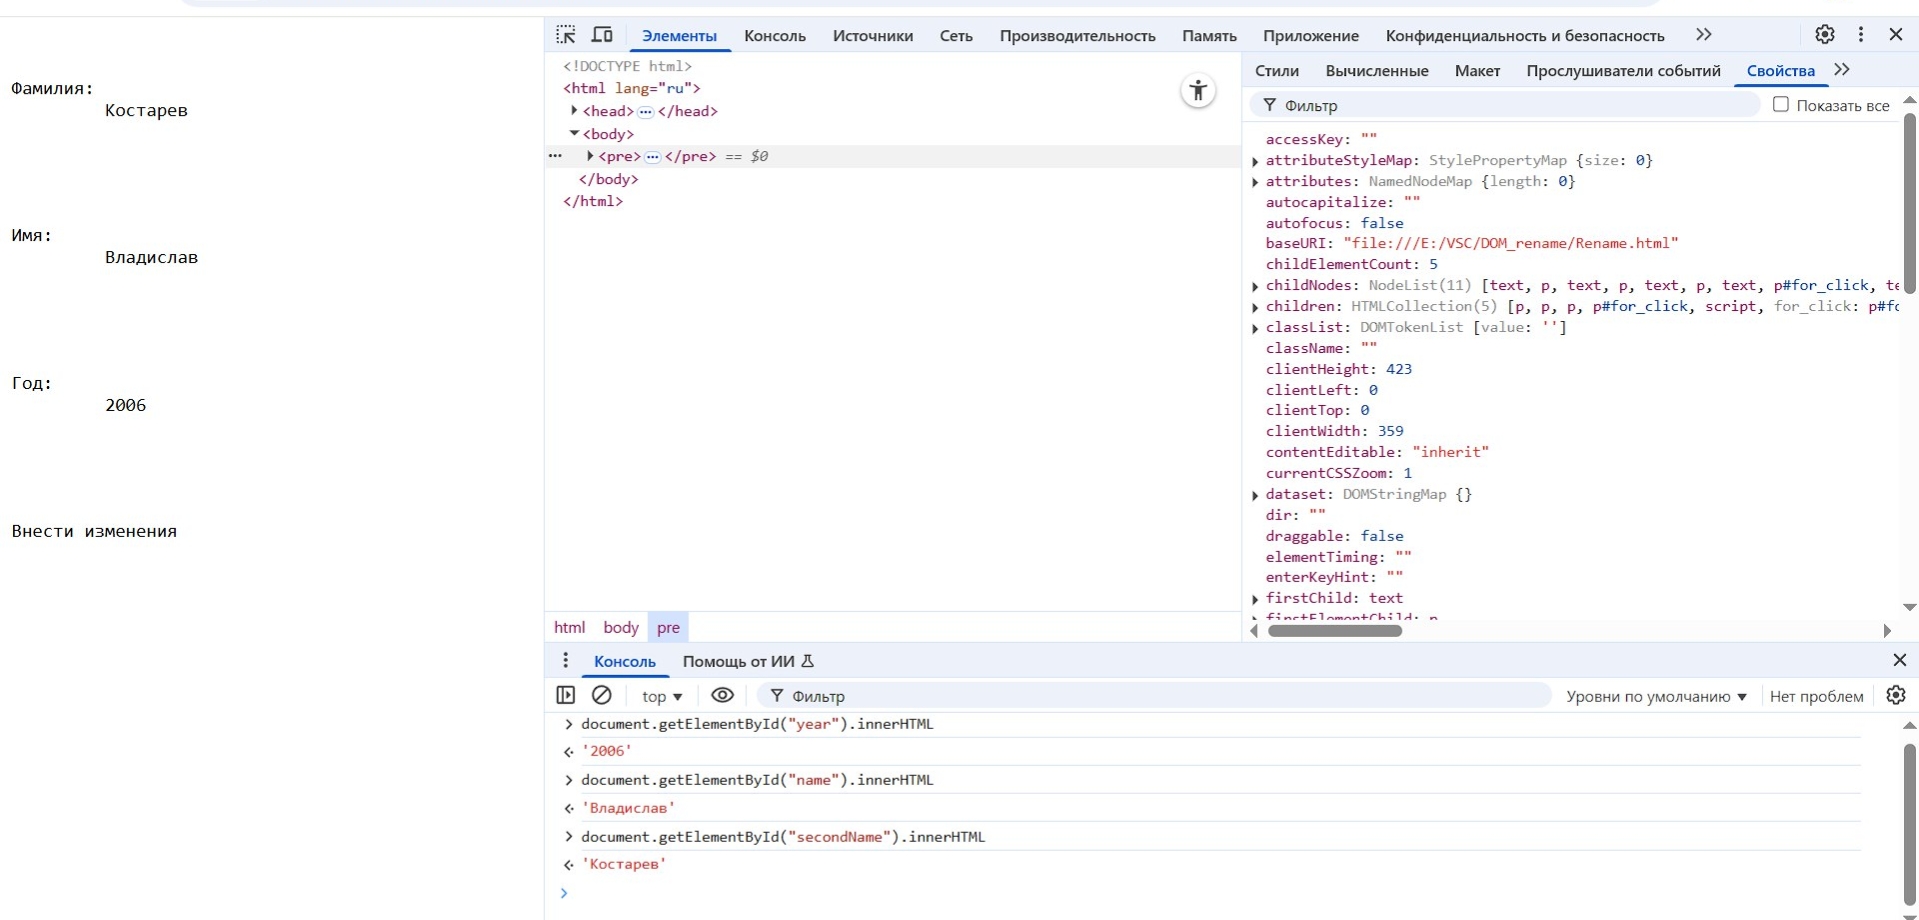 Фамилия:
Костарев
Имя:
Владислав
Год:
2006
Внести изменения
Элементы Консоль Источники Сеть Производительность Память Приложение Конфиденциальность и безопасность
<!DOCTYPE html>
<html lang="ru">
<head> ••• </head>
<body>
••• <pre> ••• </pre> == $0
</body>
</html>
html body pre
Стили Вычисленные Макет Прослушиватели событий Свойства
Фильтр Показать все
accessKey: ""
attributeStyleMap: StylePropertyMap {size: 0}
attributes: NamedNodeMap {length: 0}
autocapitalize: ""
autofocus: false
baseURI: "file:///E:/VSC/DOM_rename/Rename.html"
childElementCount: 5
childNodes: NodeList(11) [text, p, text, p, text, p, text, p#for_click, te
children: HTMLCollection(5) [p, p, p, p#for_click, script, for_click: p#fo
classList: DOMTokenList [value: '']
className: ""
clientHeight: 423
clientLeft: 0
clientTop: 0
clientWidth: 359
contentEditable: "inherit"
currentCSSZoom: 1
dataset: DOMStringMap {}
dir: ""
draggable: false
elementTiming: ""
enterKeyHint: ""
firstChild: text
firstElementChild: p
Консоль Помощь от ИИ
top Фильтр Уровни по умолчанию Нет проблем
> document.getElementById("year").innerHTML
'2006'
> document.getElementById("name").innerHTML
'Владислав'
> document.getElementById("secondName").innerHTML
'Костарев'
>